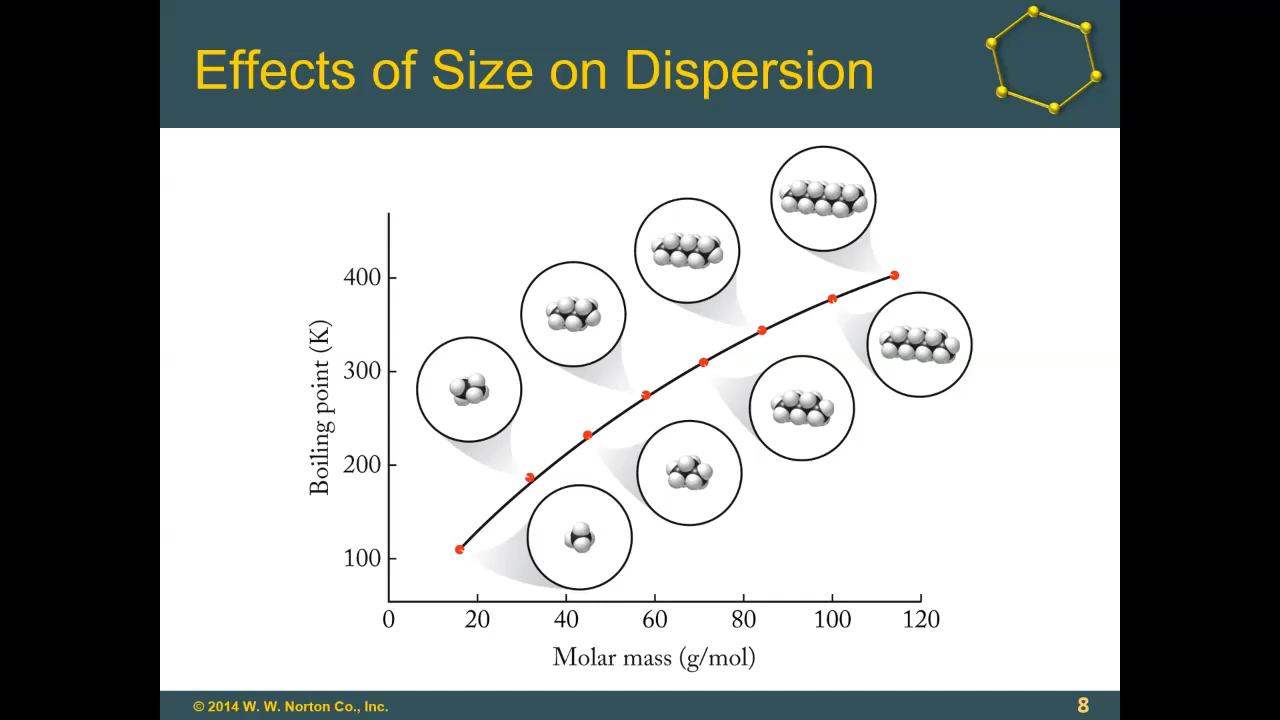 Effects of Size on Dispersion
400
300
200
100
Boiling point (K)
0 20 40 60 80 100 120
Molar mass (g/mol)
© 2014 W. W. Norton Co., Inc.
8